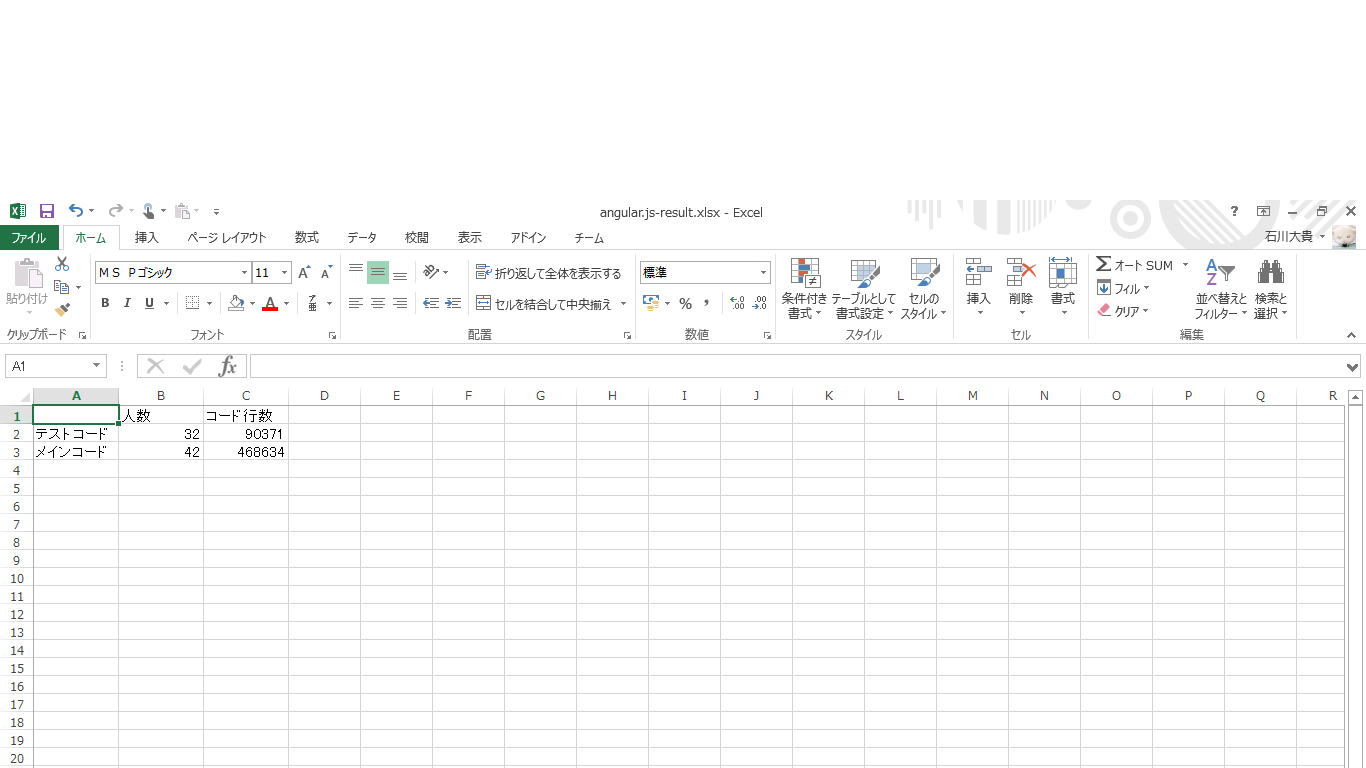 angular.js-result.xlsx - Excel
?
ファイル ホーム 挿入 ページ レイアウト 数式 データ 校閲 表示 アドイン チーム 石川大貴
貼り付け
クリップボード
ＭＳ Ｐゴシック 11 A A
B I U A 亜
フォント
折り返して全体を表示する
セルを結合して中央揃え
配置
標準
% , ←.0 .00 .00 →.0
数値
条件付き書式 テーブルとして書式設定 セルのスタイル
スタイル
挿入 削除 書式
セル
Σ オート SUM
フィル
クリア
並べ替えとフィルター 検索と選択
編集
A1 fx
A B C D E F G H I J K L M N O P Q R
1 人数 コード行数
2 テストコード 32 90371
3 メインコード 42 468634
4
5
6
7
8
9
10
11
12
13
14
15
16
17
18
19
20